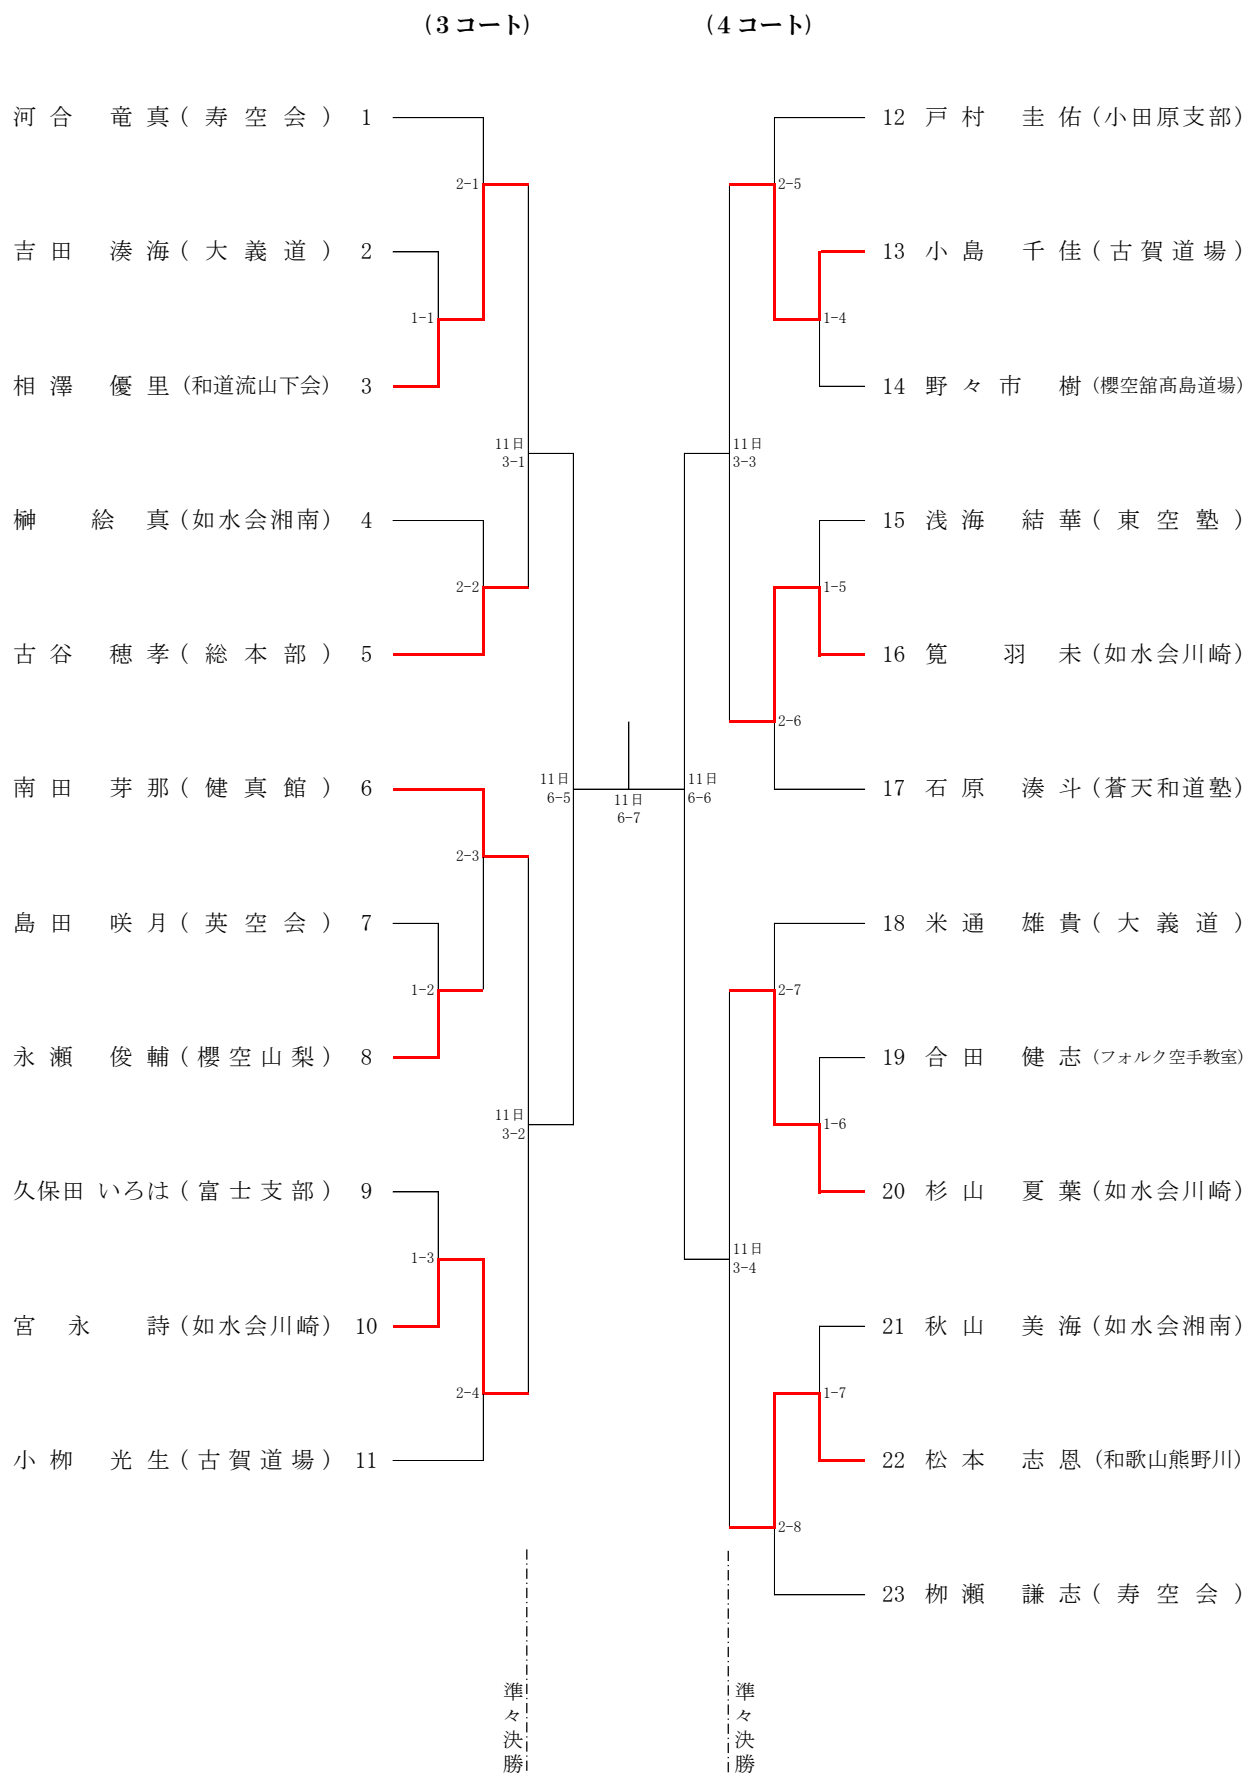 (3 コート)
(4 コート)
河合 竜真 (寿空会) 1
2-1
吉田 湊海 (大義道) 2
1-1
相澤 優里 (和道流山下会) 3
11日
3-1
榊 絵真 (如水会湘南) 4
2-2
古谷 穂孝 (総本部) 5
南田 芽那 (健真館) 6
11日
6-5
2-3
島田 咲月 (英空会) 7
1-2
永瀬 俊輔 (櫻空山梨) 8
11日
3-2
久保田 いろは (富士支部) 9
1-3
宮永 詩 (如水会川崎) 10
2-4
小栁 光生 (古賀道場) 11
11日
6-7
12 戸村 圭佑 (小田原支部)
2-5
13 小島 千佳 (古賀道場)
1-4
14 野々市 樹 (櫻空舘髙島道場)
11日
3-3
15 浅海 結華 (東空塾)
1-5
16 筧 羽未 (如水会川崎)
2-6
11日
6-6
17 石原 湊斗 (蒼天和道塾)
18 米通 雄貴 (大義道)
2-7
19 合田 健志 (フォルク空手教室)
1-6
20 杉山 夏葉 (如水会川崎)
11日
3-4
21 秋山 美海 (如水会湘南)
1-7
22 松本 志恩 (和歌山熊野川)
2-8
23 栁瀬 謙志 (寿空会)
準々決勝
準々決勝